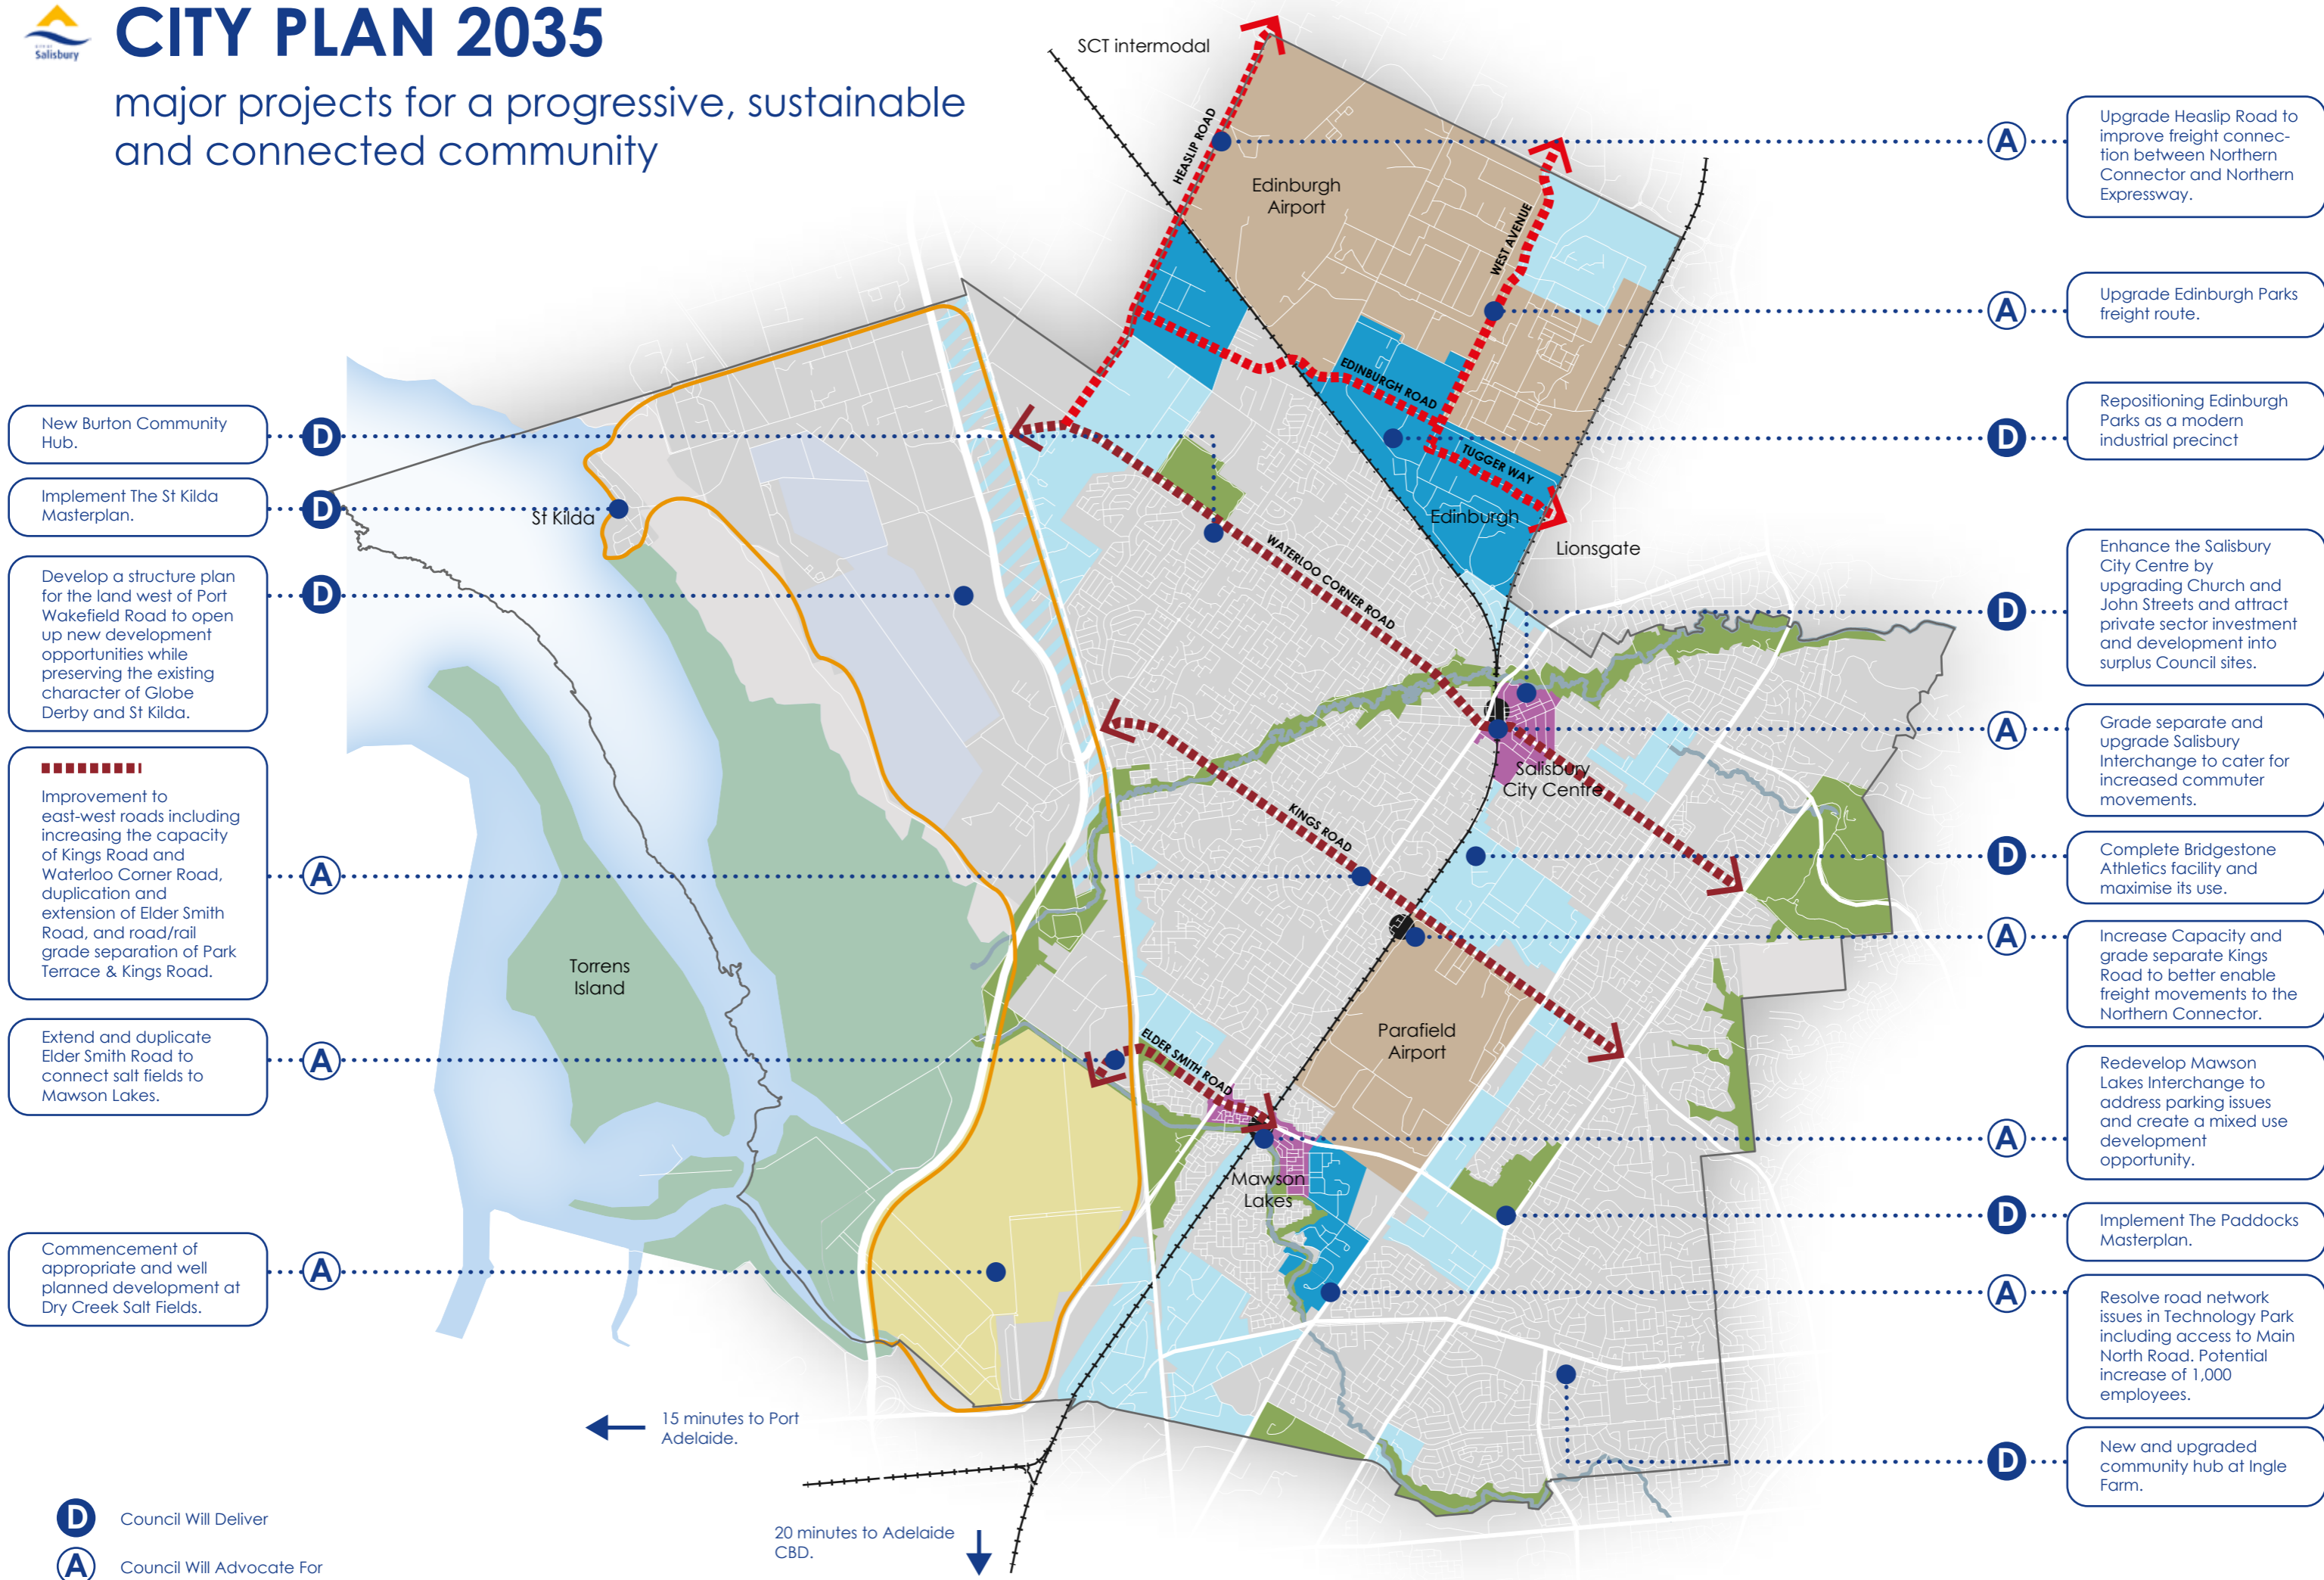 CITY OF
Salisbury
CITY PLAN 2035
major projects for a progressive, sustainable
and connected community
New Burton Community
Hub.
D
Implement The St Kilda
Masterplan.
D
Develop a structure plan
for the land west of Port
Wakefield Road to open
up new development
opportunities while
preserving the existing
character of Globe
Derby and St Kilda.
D
Improvement to
east-west roads including
increasing the capacity
of Kings Road and
Waterloo Corner Road,
duplication and
extension of Elder Smith
Road, and road/rail
grade separation of Park
Terrace & Kings Road.
A
Extend and duplicate
Elder Smith Road to
connect salt fields to
Mawson Lakes.
A
Commencement of
appropriate and well
planned development at
Dry Creek Salt Fields.
A
SCT intermodal
HEASLIP ROAD
Edinburgh
Airport
WEST AVENUE
EDINBURGH ROAD
TUGGER WAY
Edinburgh
Lionsgate
St Kilda
WATERLOO CORNER ROAD
Salisbury
City Centre
KINGS ROAD
Torrens
Island
Parafield
Airport
ELDER SMITH ROAD
Mawson
Lakes
15 minutes to Port
Adelaide.
20 minutes to Adelaide
CBD.
A
Upgrade Heaslip Road to
improve freight connec-
tion between Northern
Connector and Northern
Expressway.
A
Upgrade Edinburgh Parks
freight route.
D
Repositioning Edinburgh
Parks as a modern
industrial precinct
D
Enhance the Salisbury
City Centre by
upgrading Church and
John Streets and attract
private sector investment
and development into
surplus Council sites.
A
Grade separate and
upgrade Salisbury
Interchange to cater for
increased commuter
movements.
D
Complete Bridgestone
Athletics facility and
maximise its use.
A
Increase Capacity and
grade separate Kings
Road to better enable
freight movements to the
Northern Connector.
A
Redevelop Mawson
Lakes Interchange to
address parking issues
and create a mixed use
development
opportunity.
D
Implement The Paddocks
Masterplan.
A
Resolve road network
issues in Technology Park
including access to Main
North Road. Potential
increase of 1,000
employees.
D
New and upgraded
community hub at Ingle
Farm.
D
Council Will Deliver
A
Council Will Advocate For